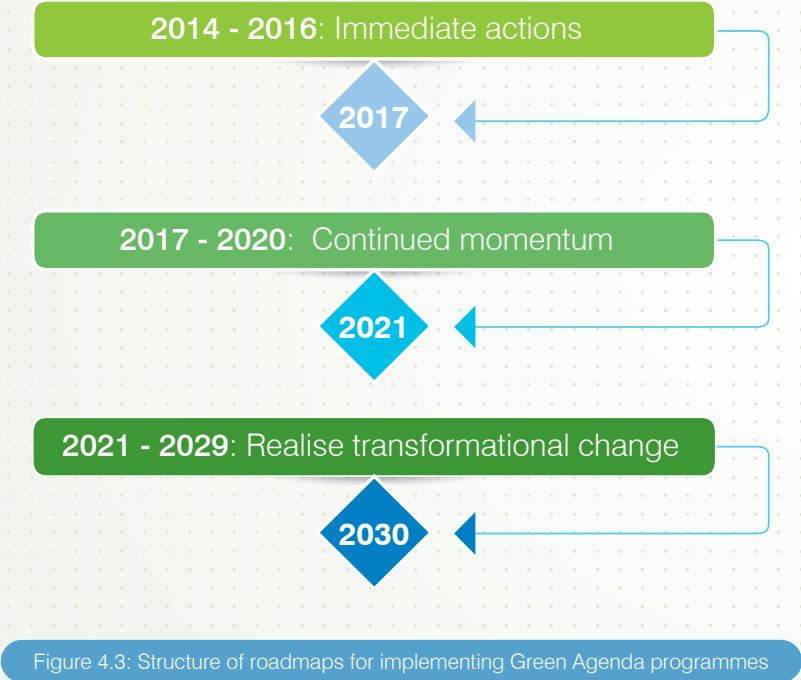 2014 - 2016: Immediate actions
2017
2017 - 2020: Continued momentum
2021
2021 - 2029: Realise transformational change
2030
Figure 4.3: Structure of roadmaps for implementing Green Agenda programmes